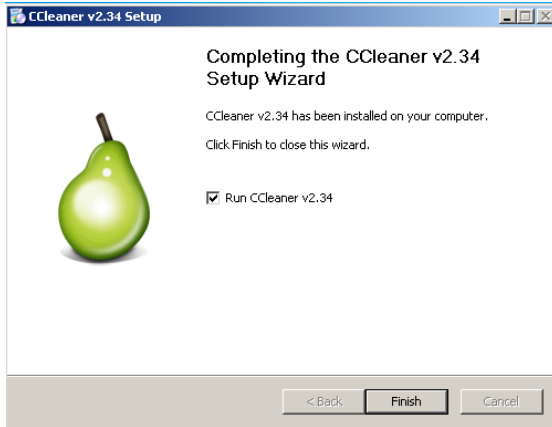 CCleaner v2.34 Setup
Completing the CCleaner v2.34
Setup Wizard
CCleaner v2.34 has been installed on your computer.
Click Finish to close this wizard.
Run CCleaner v2.34
< Back Finish Cancel